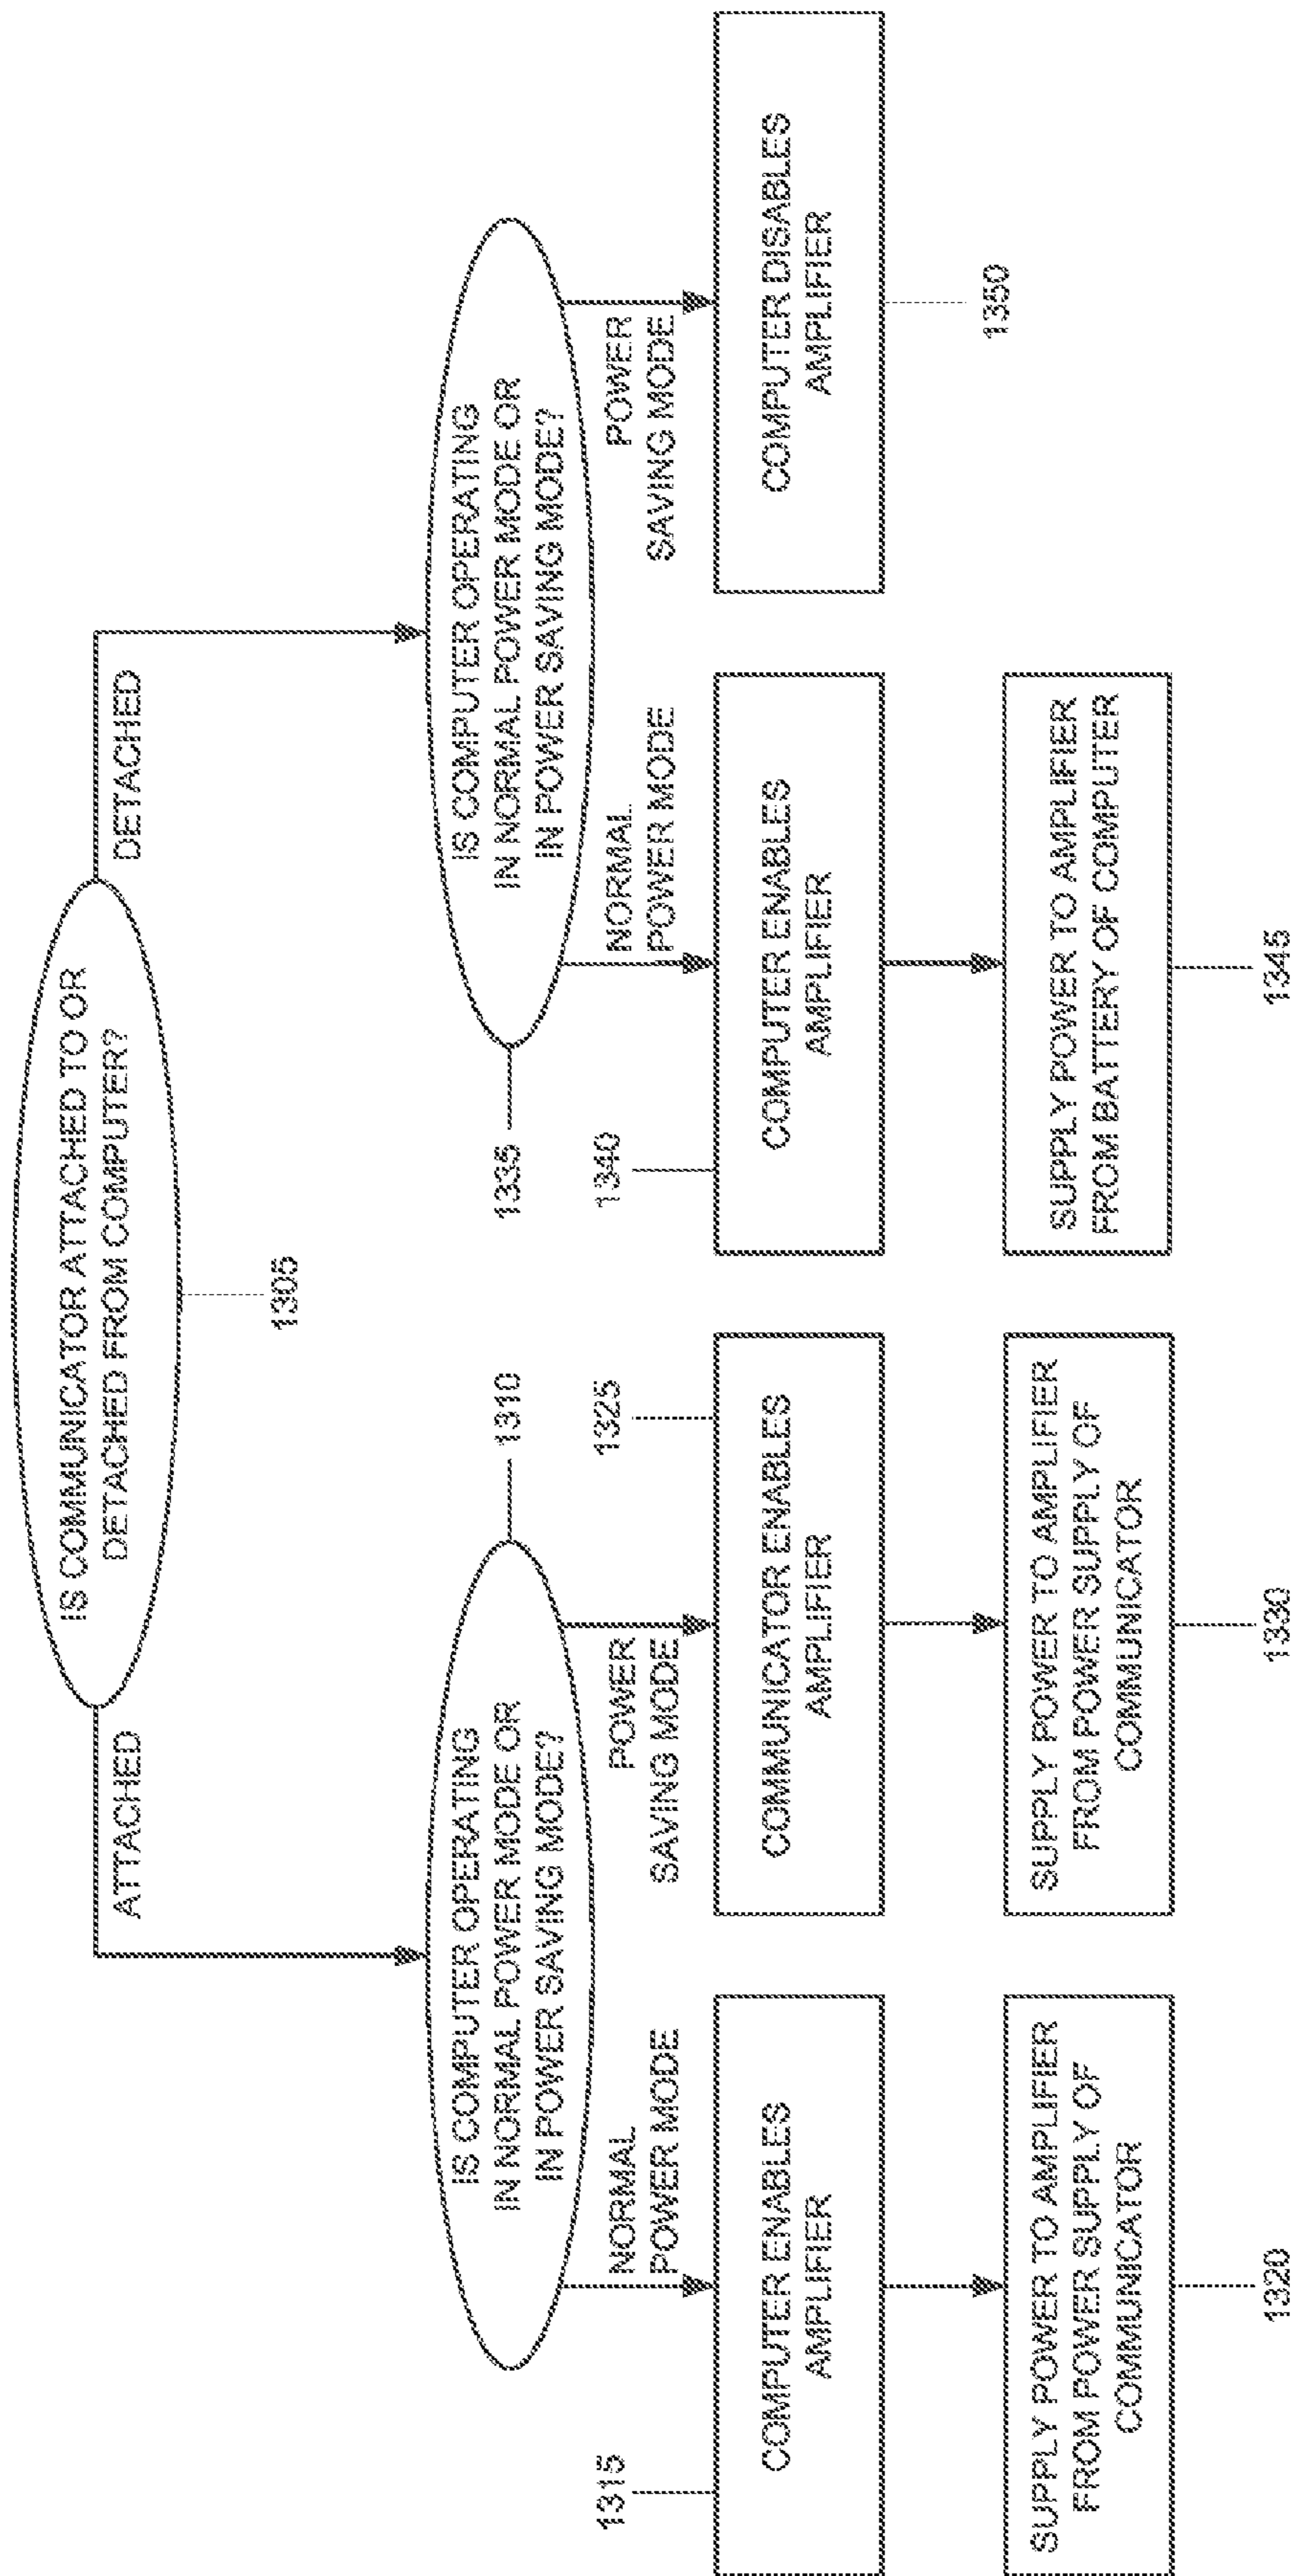 IS COMMUNICATOR ATTACHED TO OR
DETACHED FROM COMPUTER?
1305
ATTACHED
DETACHED
IS COMPUTER OPERATING
IN NORMAL POWER MODE OR
IN POWER SAVING MODE?
1310
NORMAL
POWER MODE
POWER
SAVING MODE
1315
COMPUTER ENABLES
AMPLIFIER
SUPPLY POWER TO AMPLIFIER
FROM POWER SUPPLY OF
COMMUNICATOR
1320
1325
COMMUNICATOR ENABLES
AMPLIFIER
SUPPLY POWER TO AMPLIFIER
FROM POWER SUPPLY OF
COMMUNICATOR
1330
IS COMPUTER OPERATING
IN NORMAL POWER MODE OR
IN POWER SAVING MODE?
1335
NORMAL
POWER MODE
POWER
SAVING MODE
1340
COMPUTER ENABLES
AMPLIFIER
SUPPLY POWER TO AMPLIFIER
FROM BATTERY OF COMPUTER
1345
COMPUTER DISABLES
AMPLIFIER
1350